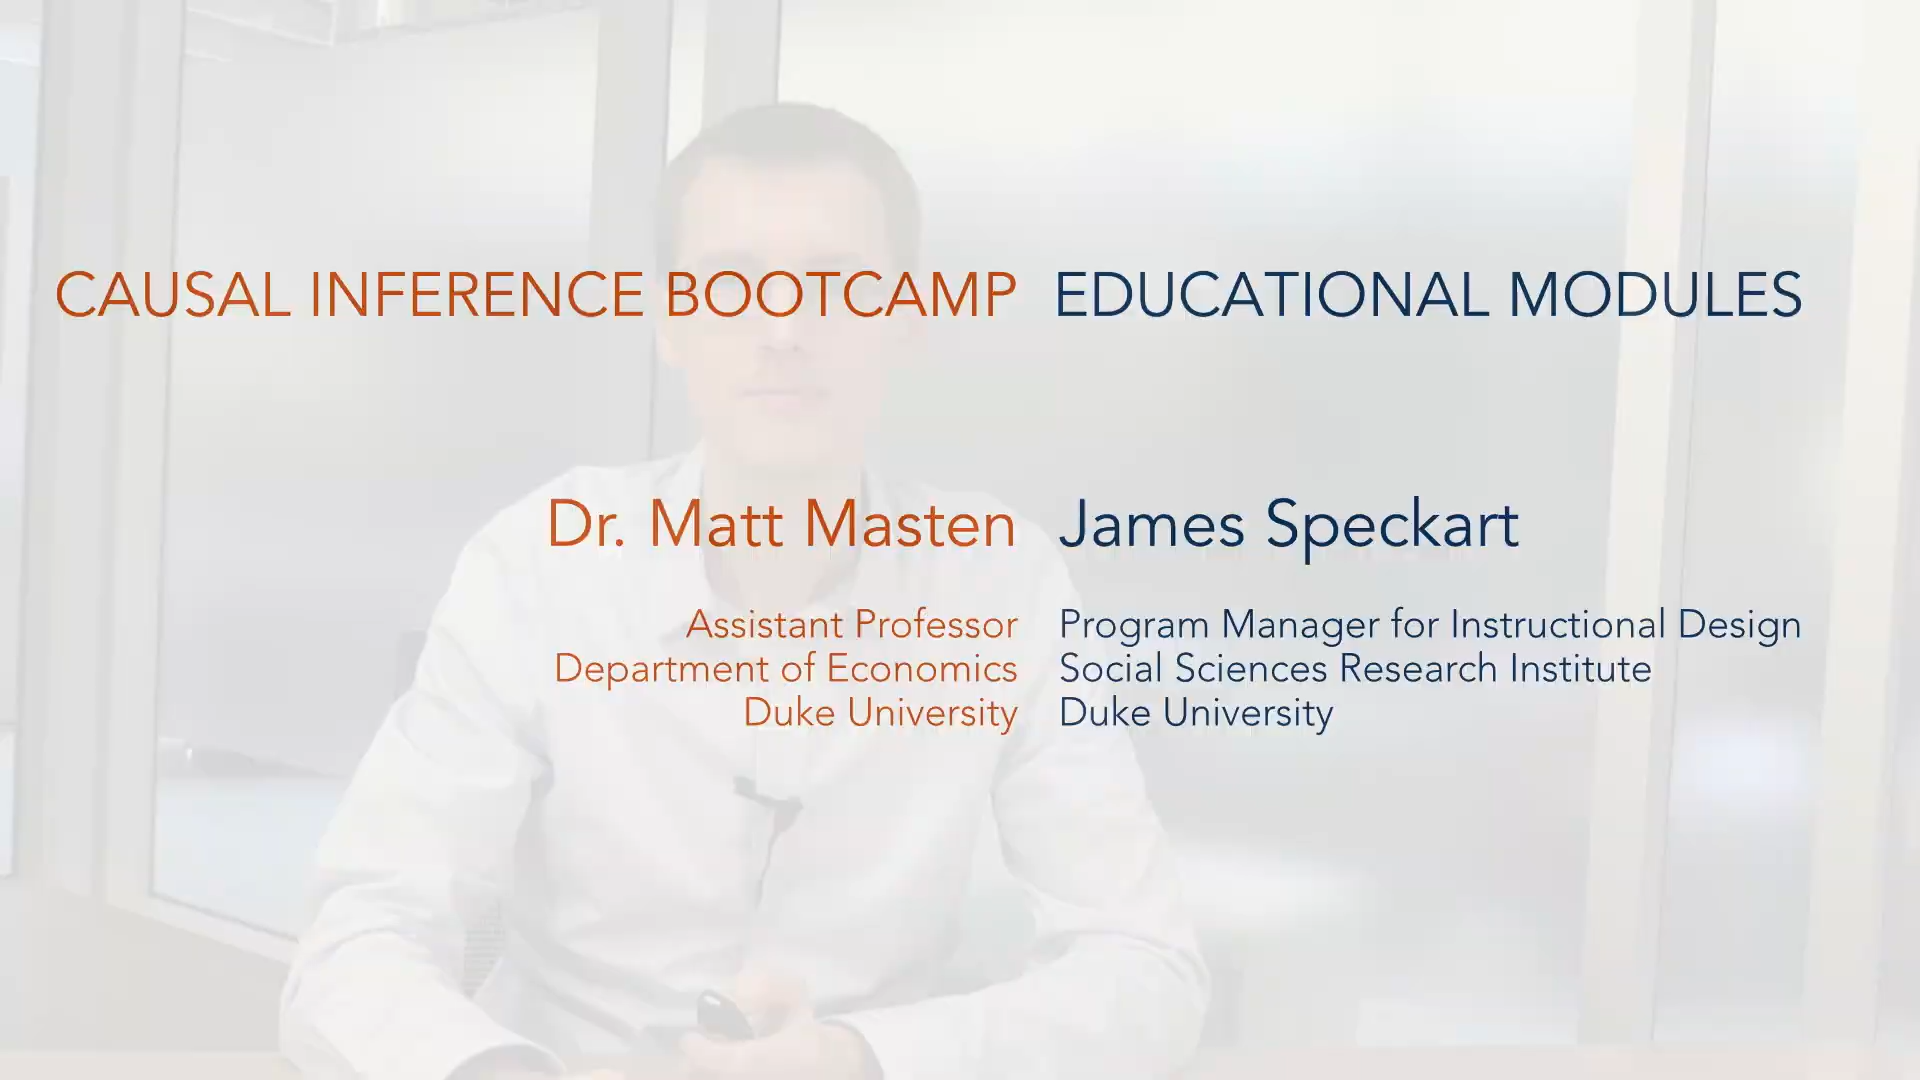 CAUSAL INFERENCE BOOTCAMP EDUCATIONAL MODULES
Dr. Matt Masten
Assistant Professor
Department of Economics
Duke University
James Speckart
Program Manager for Instructional Design
Social Sciences Research Institute
Duke University